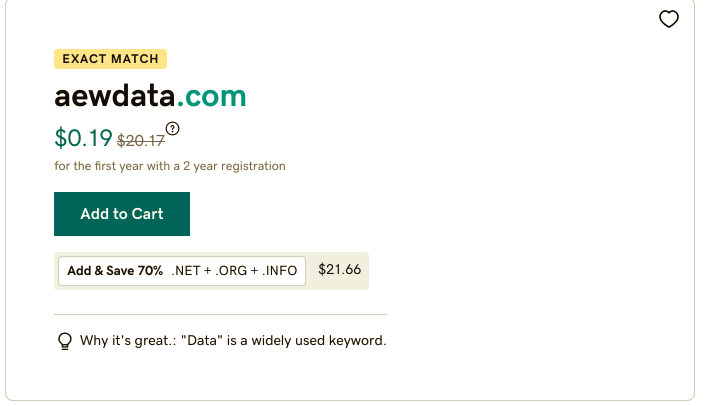 EXACT MATCH
aewdata.com
$0.19 $20.17 ?
for the first year with a 2 year registration
Add to Cart
Add & Save 70% .NET + .ORG + .INFO $21.66
Why it's great.: "Data" is a widely used keyword.